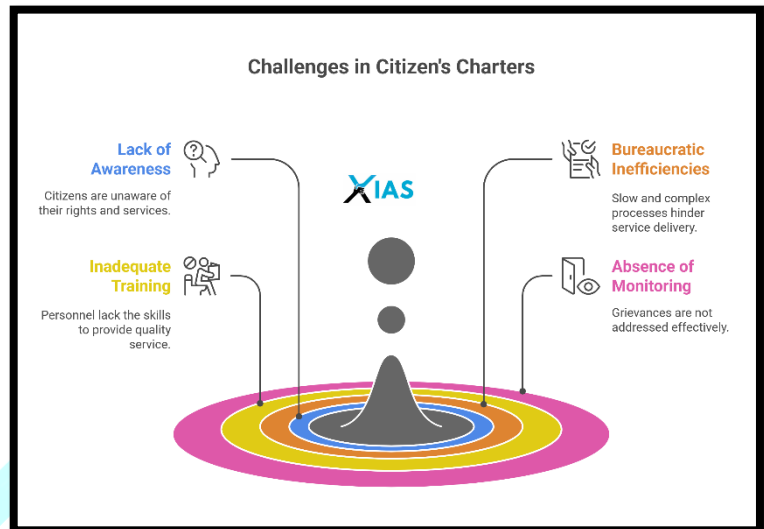 Challenges in Citizen's Charters
Lack of
Awareness
Citizens are unaware of
their rights and services.
Inadequate
Training
Personnel lack the skills
to provide quality
service.
XIAS
Bureaucratic
Inefficiencies
Slow and complex
processes hinder
service delivery.
Absence of
Monitoring
Grievances are not
addressed effectively.